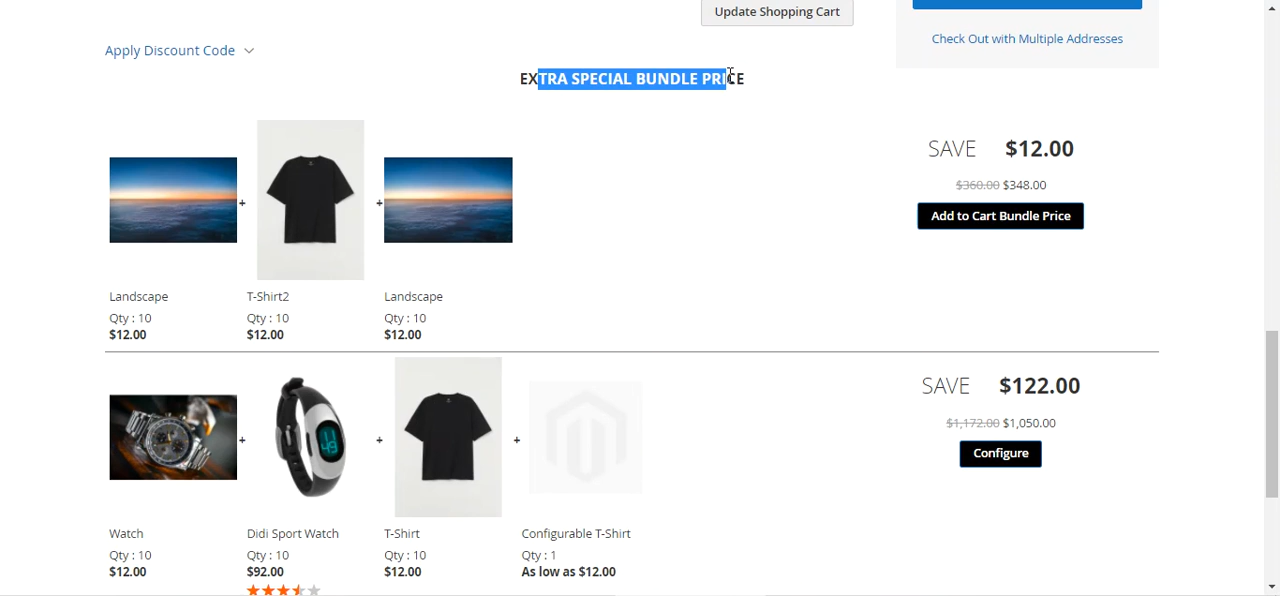 Update Shopping Cart
Check Out with Multiple Addresses
Apply Discount Code
EXTRA SPECIAL BUNDLE PRICE
SAVE $12.00
$360.00 $348.00
Add to Cart Bundle Price
+ +
Landscape T-Shirt2 Landscape
Qty : 10 Qty : 10 Qty : 10
$12.00 $12.00 $12.00
SAVE $122.00
$1,172.00 $1,050.00
Configure
+ + +
11
49
Watch Didi Sport Watch T-Shirt Configurable T-Shirt
Qty : 10 Qty : 10 Qty : 10 Qty : 1
$12.00 $92.00 $12.00 As low as $12.00